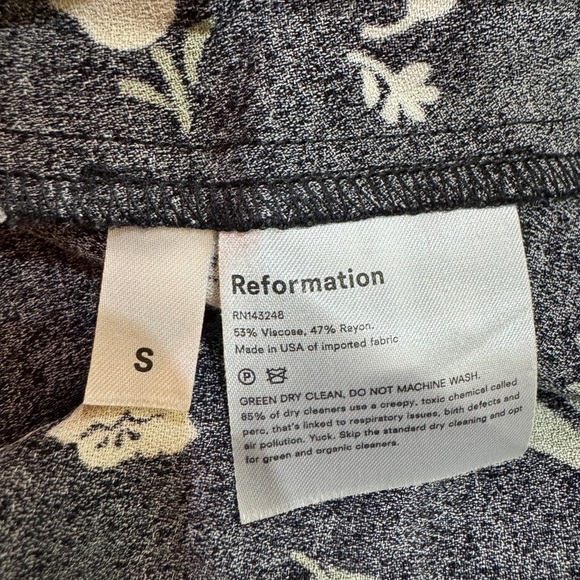 S
Reformation
RN143248
53% Viscose, 47% Rayon.
Made in USA of imported fabric
P
GREEN DRY CLEAN, DO NOT MACHINE WASH.
85% of dry cleaners use a creepy, toxic chemical called
perc, that's linked to respiratory issues, birth defects and
air pollution. Yuck. Skip the standard dry cleaning and opt
for green and organic cleaners.